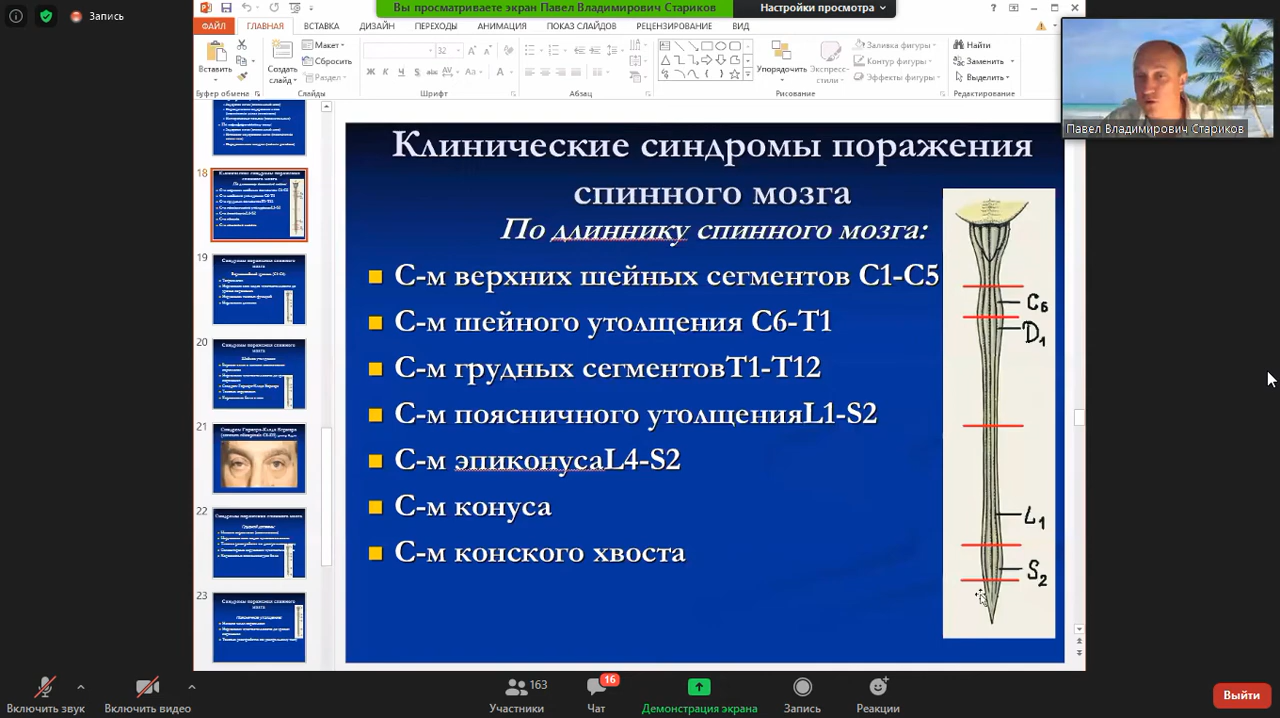 Запись
Вы просматриваете экран Павел Владимирович Стариков
Настройки просмотра
ФАЙЛ ГЛАВНАЯ ВСТАВКА ДИЗАЙН ПЕРЕХОДЫ АНИМАЦИЯ ПОКАЗ СЛАЙДОВ РЕЦЕНЗИРОВАНИЕ ВИД
Вставить
Создать слайд
Макет
Сбросить
Раздел
32
Упорядочить
Экспресс-стили
Заливка фигуры
Контур фигуры
Эффекты фигуры
Найти
Заменить
Выделить
Буфер обмена Слайды Шрифт Абзац Рисование Редактирование
Павел Владимирович Стариков
18
19
20
21
22
23
Клинические синдромы поражения
спинного мозга
По длиннику спинного мозга:
С-м верхних шейных сегментов С1-С5
С-м шейного утолщения С6-Т1
С-м грудных сегментовТ1-Т12
С-м поясничного утолщенияL1-S2
С-м эпиконусаL4-S2
С-м конуса
С-м конского хвоста
C6
D1
L1
S2
Включить звук
Включить видео
163
Участники
16
Чат
Демонстрация экрана
Запись
Реакции
Выйти